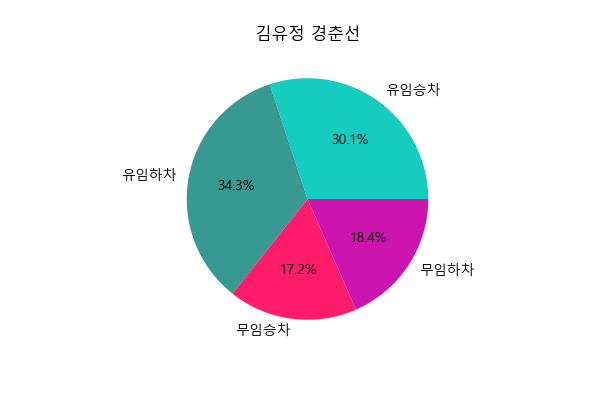 김유정 경춘선
유임승차
30.1%
유임하차
34.3%
18.4%
17.2%
무임하차
무임승차